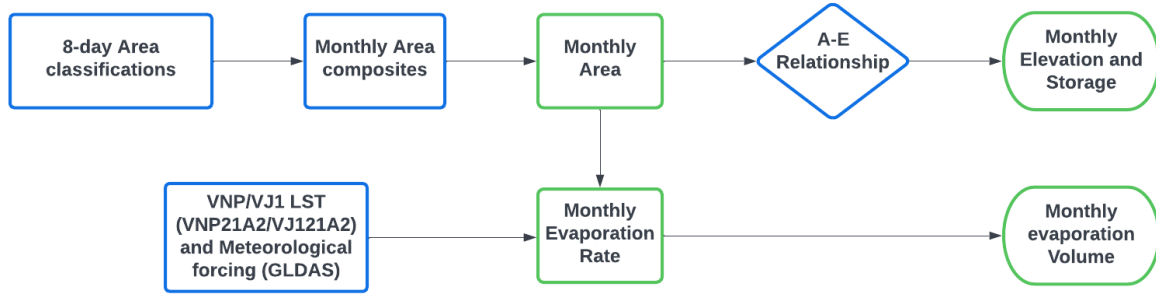 8-day Area
classifications
Monthly Area
composites
Monthly
Area
A-E
Relationship
Monthly
Elevation and
Storage
VNP/VJ1 LST
(VNP21A2/VJ121A2)
and Meteorological
forcing (GLDAS)
Monthly
Evaporation
Rate
Monthly
evaporation
Volume